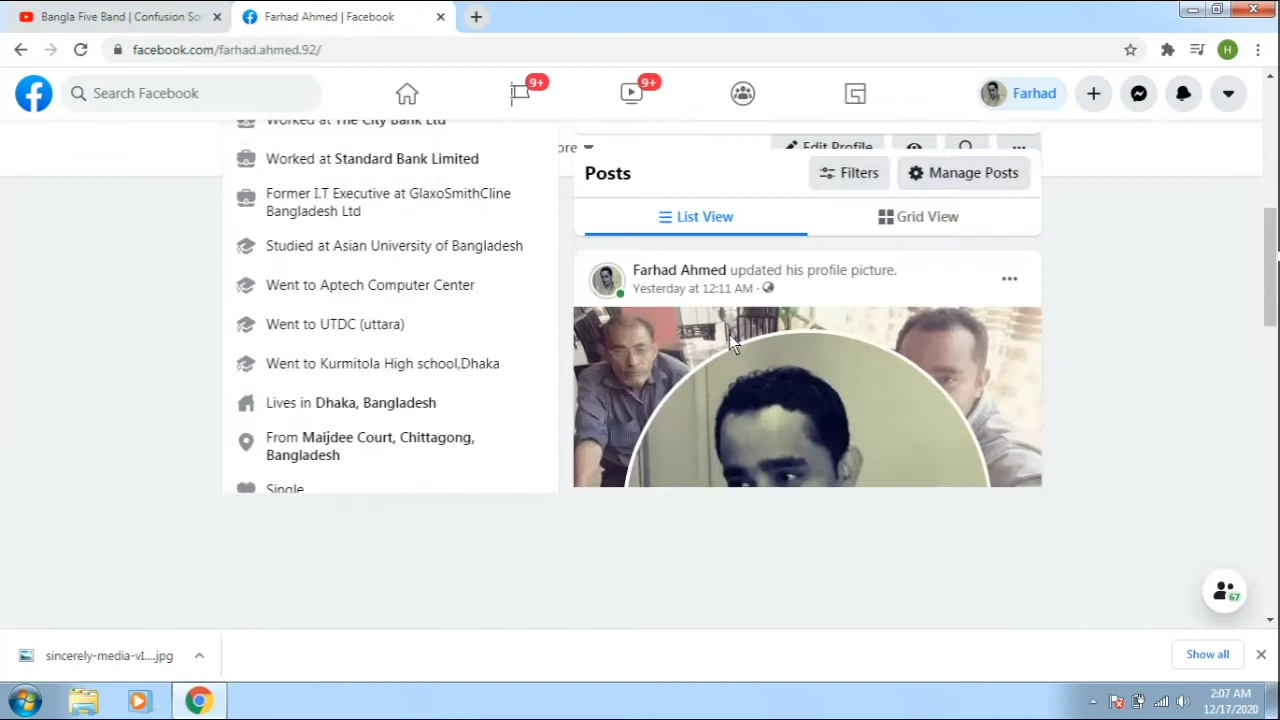 Bangla Five Band | Confusion Son
Farhad Ahmed | Facebook
facebook.com/farhad.ahmed.92/
H
Search Facebook
9+
9+
Farhad
Worked at The City Bank Ltd
ore
Edit Profile
Worked at Standard Bank Limited
Posts
Filters
Manage Posts
Former I.T Executive at GlaxoSmithCline
Bangladesh Ltd
List View
Grid View
Studied at Asian University of Bangladesh
Farhad Ahmed updated his profile picture.
Yesterday at 12:11 AM ·
Went to Aptech Computer Center
Went to UTDC (uttara)
Went to Kurmitola High school,Dhaka
Lives in Dhaka, Bangladesh
From Maijdee Court, Chittagong,
Bangladesh
Single
67
sincerely-media-vI....jpg
Show all
2:07 AM
12/17/2020